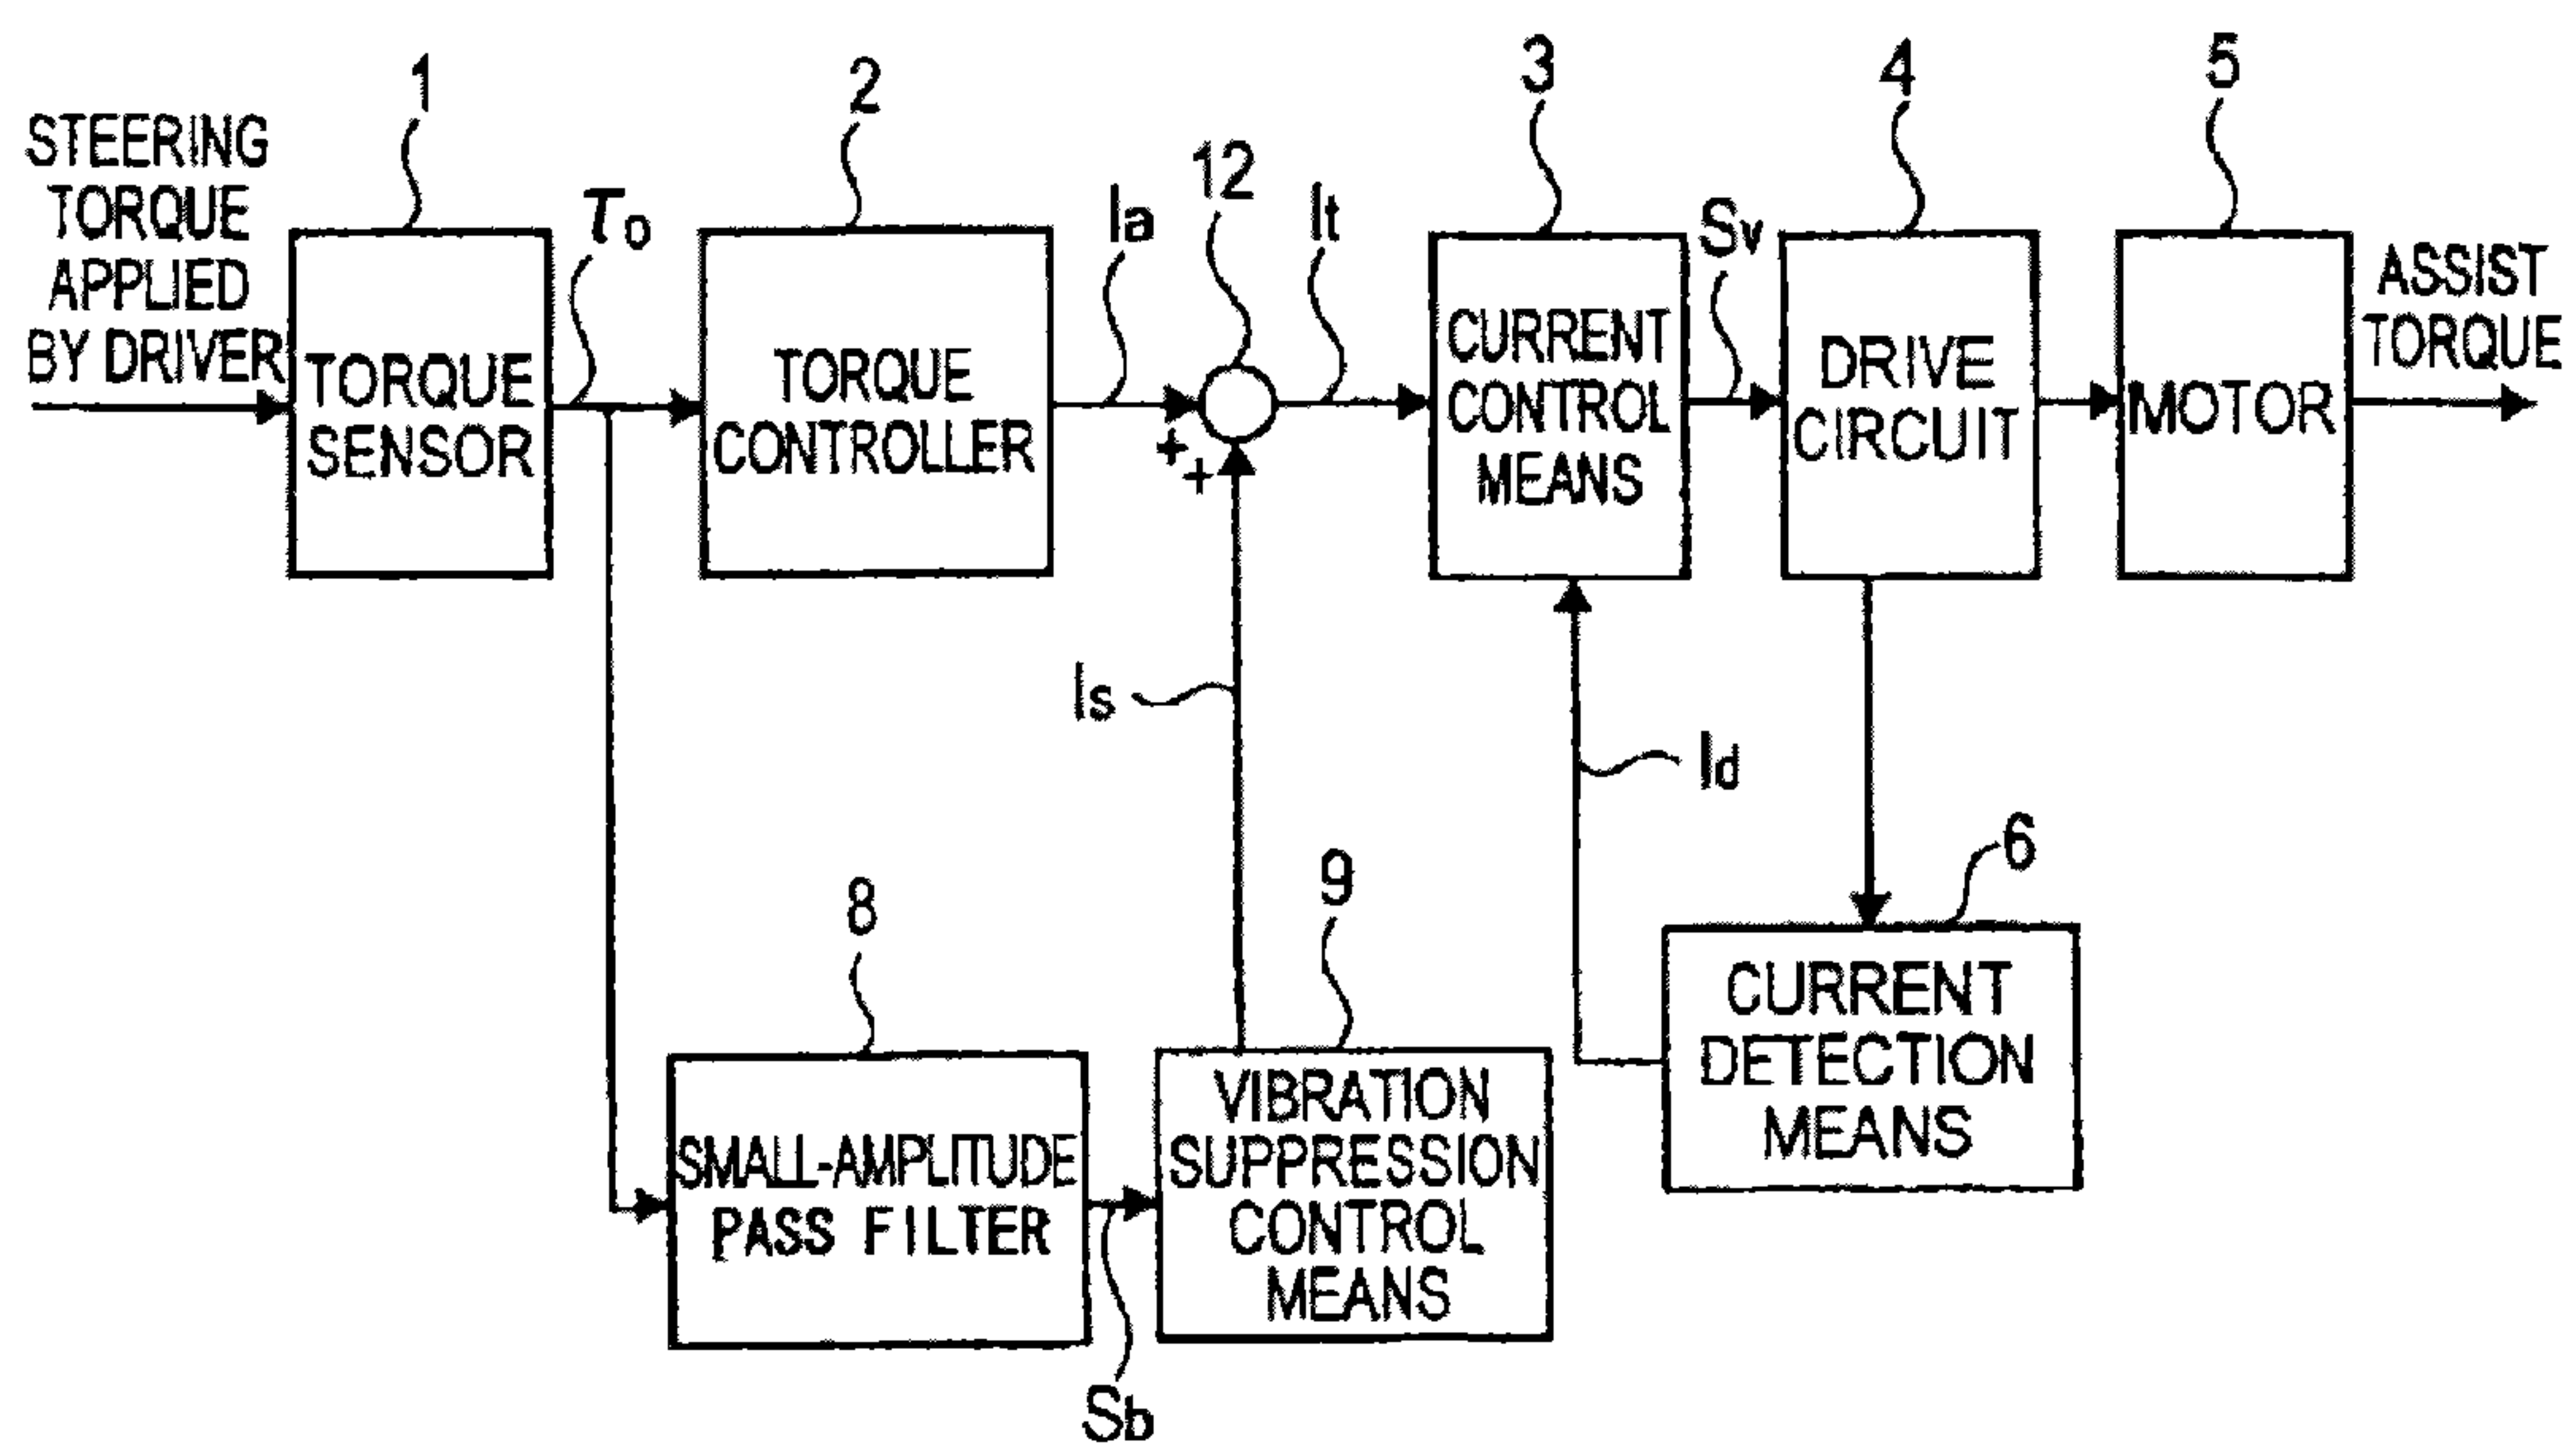 1
2
3
4
5
12
STEERING
TORQUE
APPLIED
BY DRIVER
τo
Ia
It
Sv
ASSIST
TORQUE
TORQUE
SENSOR
TORQUE
CONTROLLER
+
+
CURRENT
CONTROL
MEANS
DRIVE
CIRCUIT
MOTOR
Is
Id
8
9
6
SMALL-AMPLITUDE
PASS FILTER
VIBRATION
SUPPRESSION
CONTROL
MEANS
CURRENT
DETECTION
MEANS
Sb